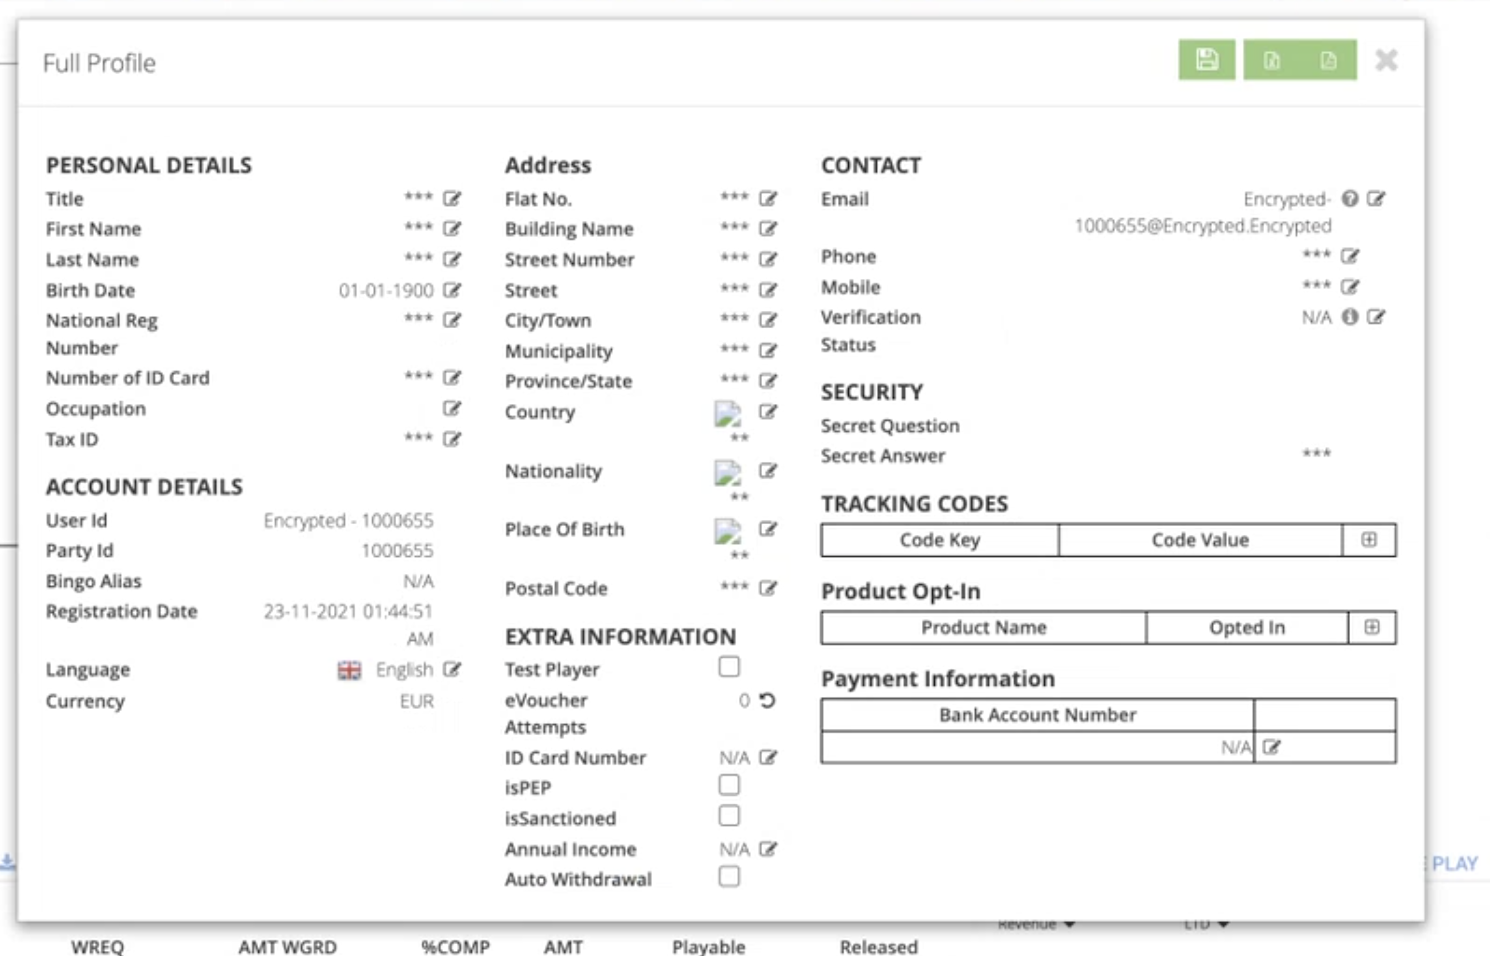 Full Profile
PERSONAL DETAILS
Title ***
First Name ***
Last Name ***
Birth Date 01-01-1900
National Reg ***
Number
Number of ID Card ***
Occupation
Tax ID ***
ACCOUNT DETAILS
User Id Encrypted - 1000655
Party Id 1000655
Bingo Alias N/A
Registration Date 23-11-2021 01:44:51
AM
Language English
Currency EUR
Address
Flat No. ***
Building Name ***
Street Number ***
Street ***
City/Town ***
Municipality ***
Province/State ***
Country
**
Nationality
**
Place Of Birth
**
Postal Code ***
EXTRA INFORMATION
Test Player
eVoucher 0
Attempts
ID Card Number N/A
isPEP
isSanctioned
Annual Income N/A
Auto Withdrawal
CONTACT
Email Encrypted-
1000655@Encrypted.Encrypted
Phone ***
Mobile ***
Verification N/A
Status
SECURITY
Secret Question
Secret Answer ***
TRACKING CODES
Code Key Code Value
Product Opt-In
Product Name Opted In
Payment Information
Bank Account Number
N/A
PLAY
Revenue LTD
WREQ AMT WGRD %COMP AMT Playable Released